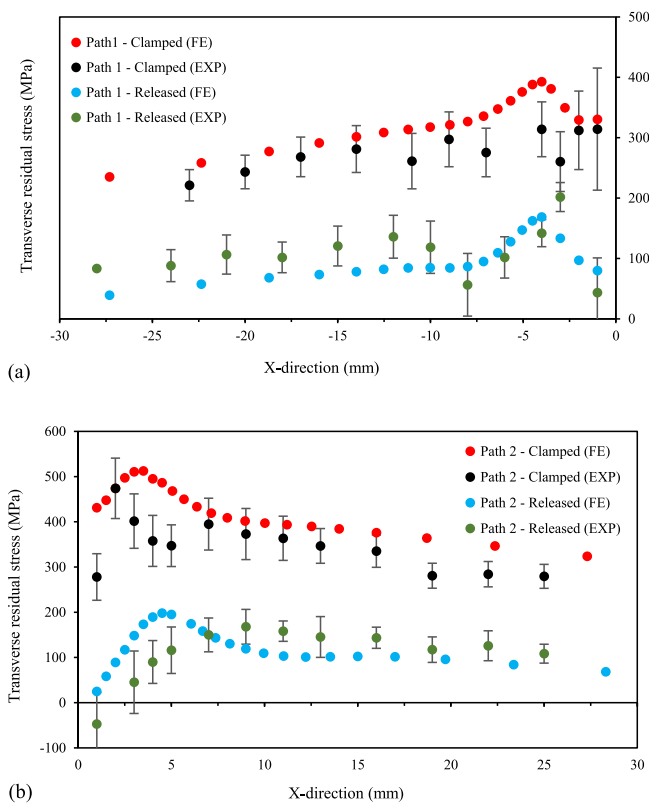 500
400
300
200
100
0
Transverse residual stress (MPa)
Path1 - Clamped (FE)
Path 1 - Clamped (EXP)
Path 1 - Released (FE)
Path 1 - Released (EXP)
-30 -25 -20 -15 -10 -5 0
X-direction (mm)
(a)
600
500
400
300
200
100
0
-100
Transverse residual stress (MPa)
Path 2 - Clamped (FE)
Path 2 - Clamped (EXP)
Path 2 - Released (FE)
Path 2 - Released (EXP)
0 5 10 15 20 25 30
X-direction (mm)
(b)